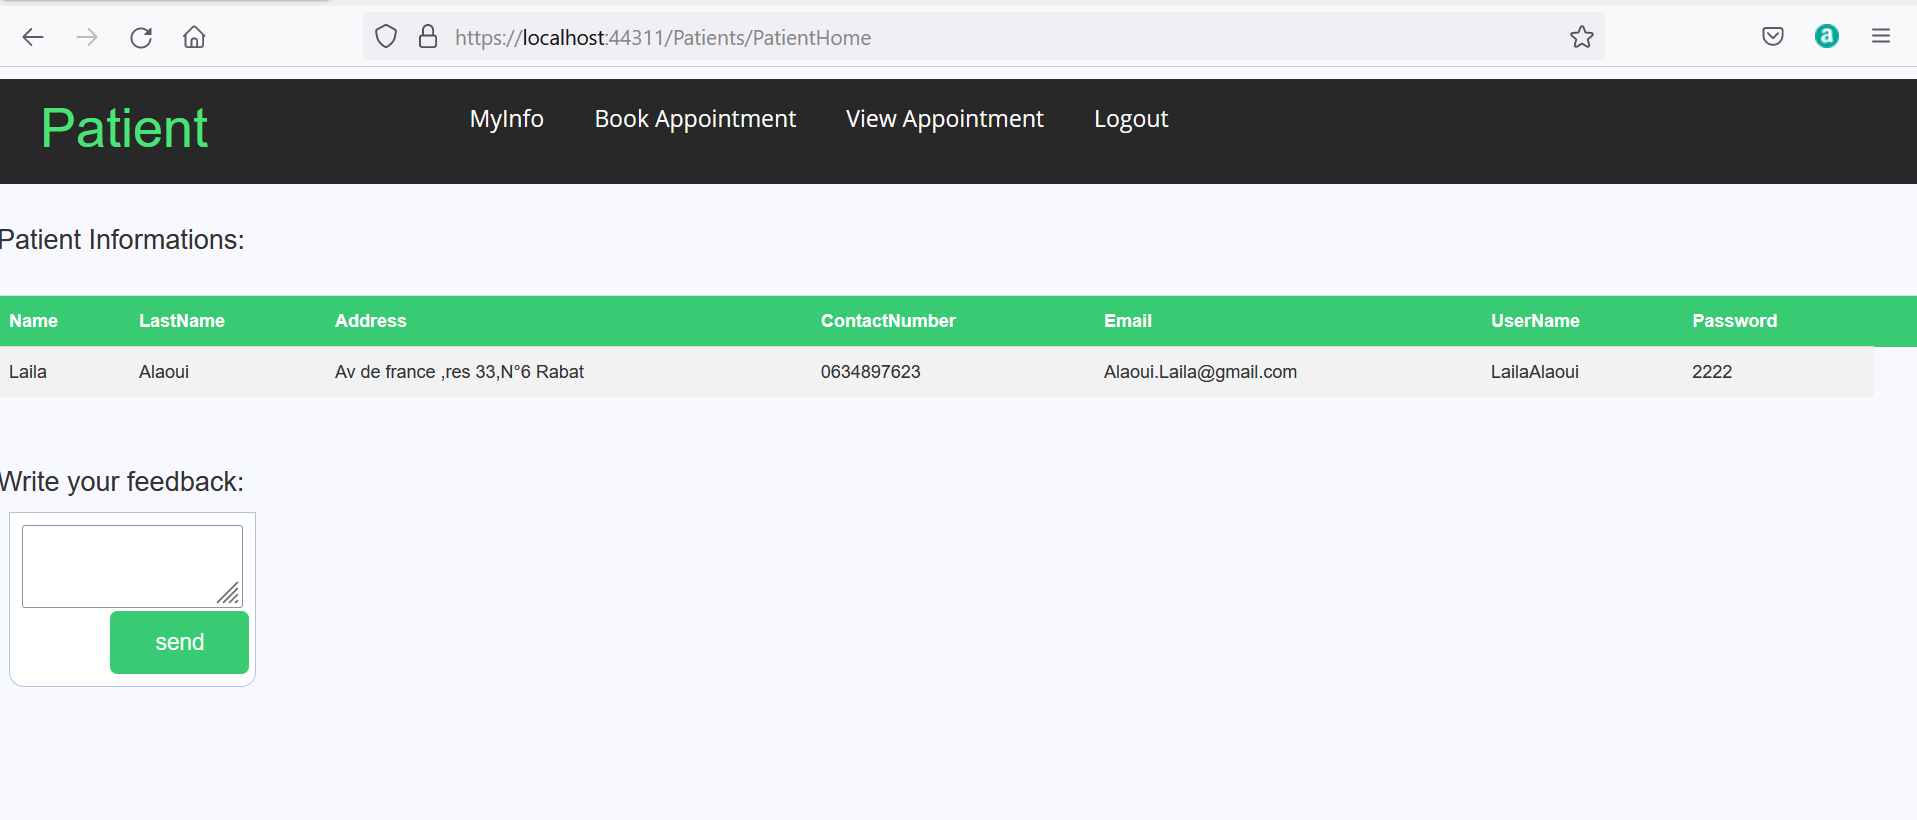 https://localhost:44311/Patients/PatientHome
a
Patient MyInfo Book Appointment View Appointment Logout
Patient Informations:
Name LastName Address ContactNumber Email UserName Password
Laila Alaoui Av de france ,res 33,N°6 Rabat 0634897623 Alaoui.Laila@gmail.com LailaAlaoui 2222
Write your feedback:
send